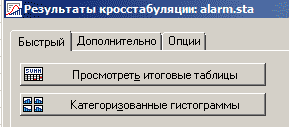 Результаты кросстабуляции: alarm.sta
Быстрый Дополнительно Опции
Просмотреть итоговые таблицы
Категоризованные гистограммы